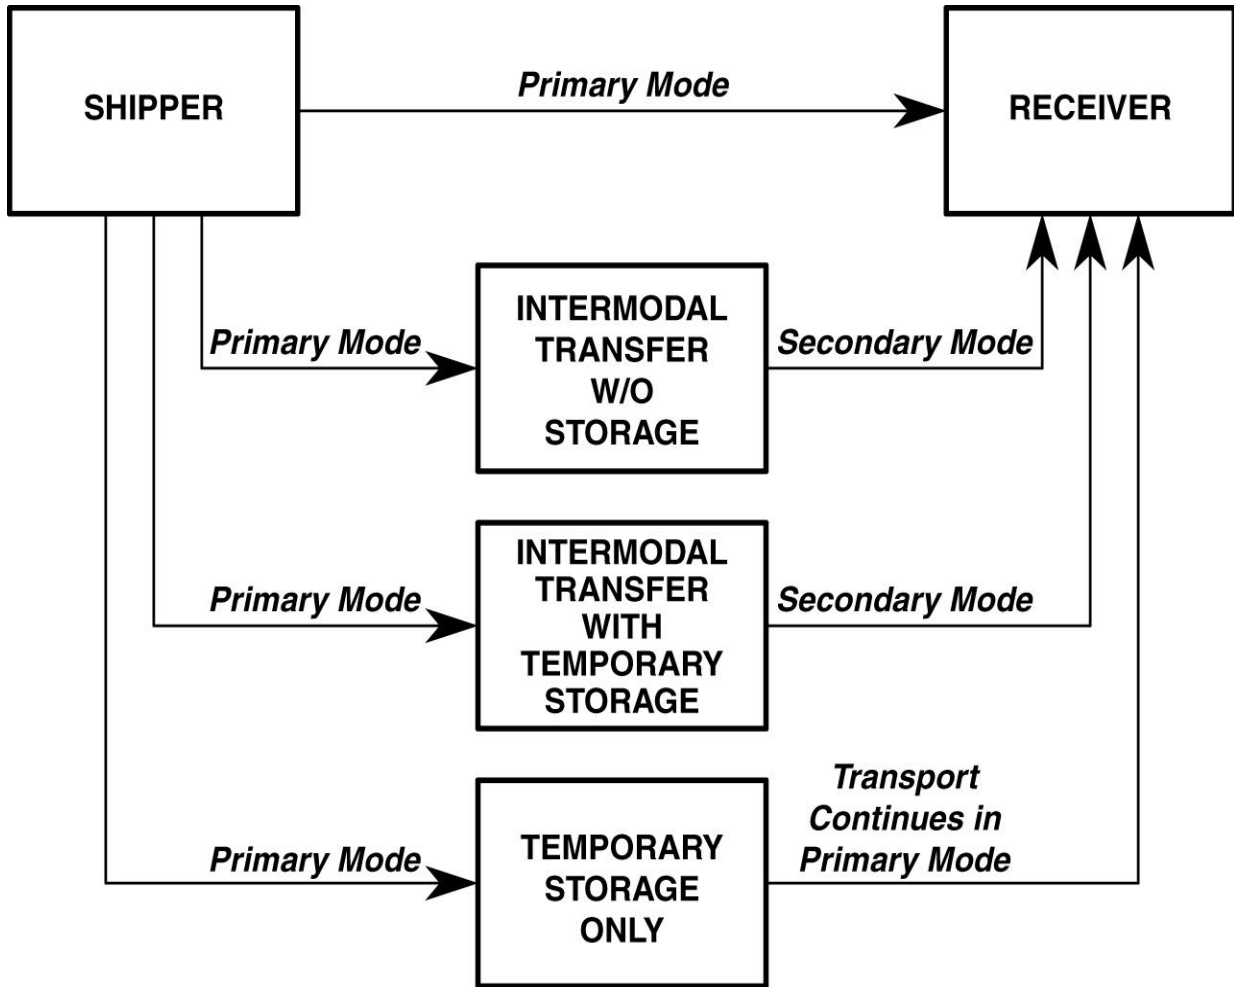 SHIPPER
Primary Mode
RECEIVER
Primary Mode
INTERMODAL
TRANSFER
W/O
STORAGE
Secondary Mode
Primary Mode
INTERMODAL
TRANSFER
WITH
TEMPORARY
STORAGE
Secondary Mode
Primary Mode
TEMPORARY
STORAGE
ONLY
Transport
Continues in
Primary Mode